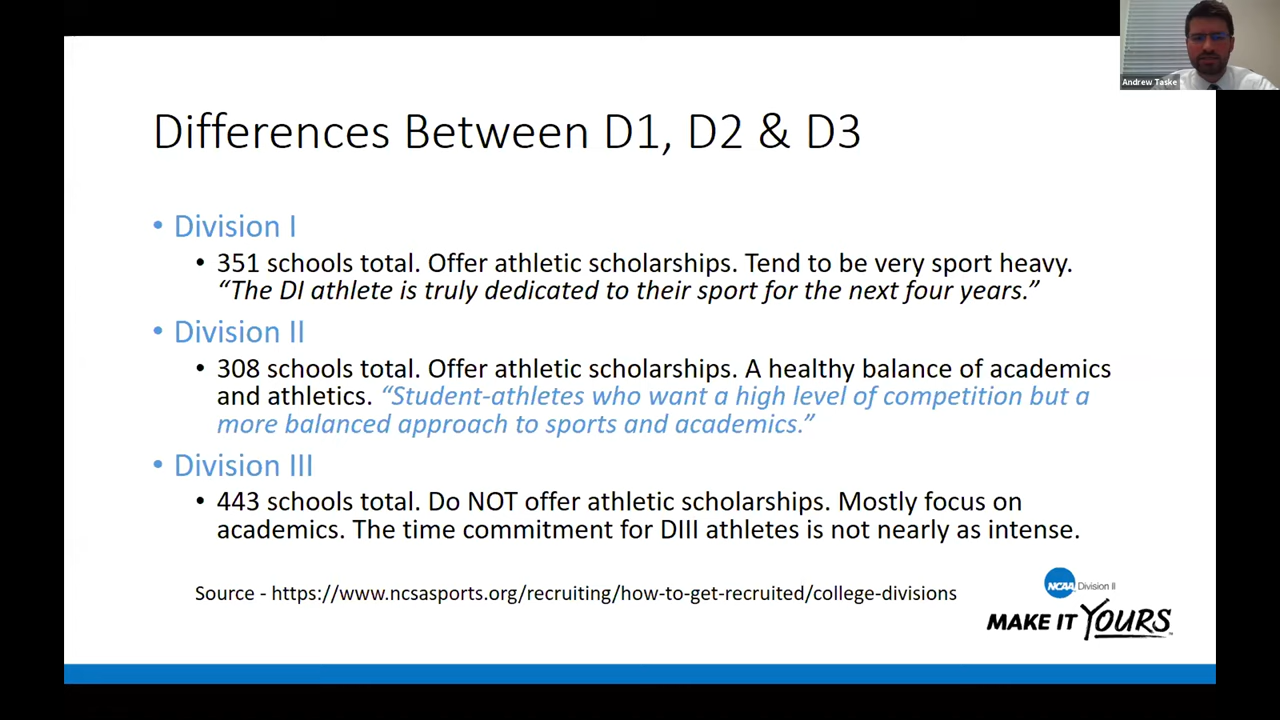 Andrew Taske
Differences Between D1, D2 & D3
• Division I
• 351 schools total. Offer athletic scholarships. Tend to be very sport heavy.
“The DI athlete is truly dedicated to their sport for the next four years.”
• Division II
• 308 schools total. Offer athletic scholarships. A healthy balance of academics
and athletics. “Student-athletes who want a high level of competition but a
more balanced approach to sports and academics.”
• Division III
• 443 schools total. Do NOT offer athletic scholarships. Mostly focus on
academics. The time commitment for DIII athletes is not nearly as intense.
Source - https://www.ncsasports.org/recruiting/how-to-get-recruited/college-divisions
NCAA Division II
MAKE IT YOURS™